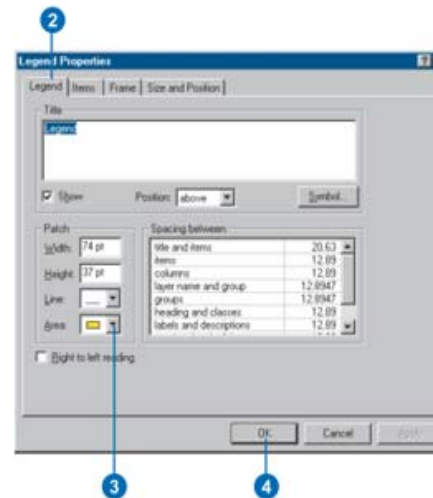 2
Legend Properties ?
Legend Items Frame Size and Position
Title
Legend
Show Position: above Symbol...
Patch
Width: 74 pt
Height: 37 pt
Line:
Area:
Spacing between
title and items 20.63
items 12.89
columns 12.89
layer name and group 12.8947
groups 12.8947
heading and classes 12.89
labels and descriptions 12.89
Right to left reading
OK Cancel Apply
3 4